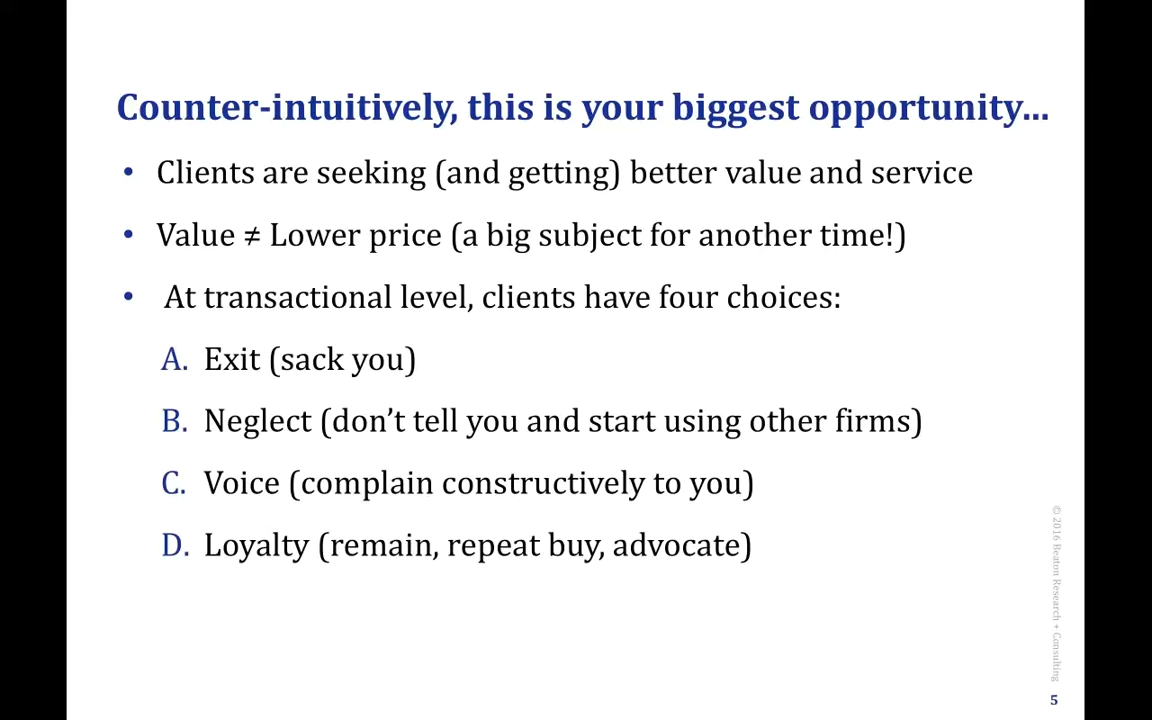 Counter-intuitively, this is your biggest opportunity...
• Clients are seeking (and getting) better value and service
• Value ≠ Lower price (a big subject for another time!)
• At transactional level, clients have four choices:
A. Exit (sack you)
B. Neglect (don’t tell you and start using other firms)
C. Voice (complain constructively to you)
D. Loyalty (remain, repeat buy, advocate)
© 2016 Beaton Research + Consulting
5